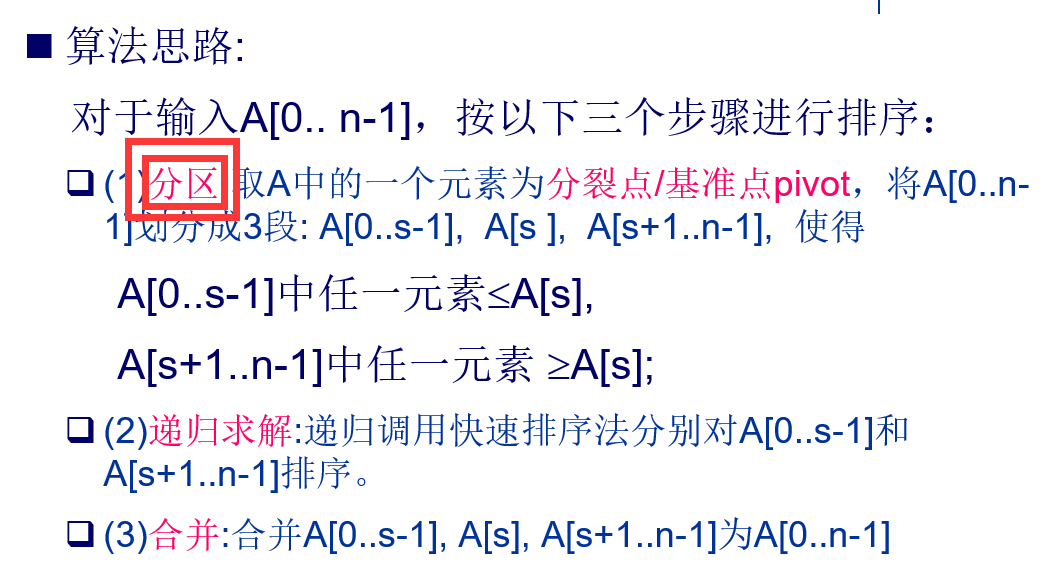 ■ 算法思路:
对于输入A[0.. n-1]，按以下三个步骤进行排序：
❑ (1)分区:取A中的一个元素为分裂点/基准点pivot，将A[0..n-
1]划分成3段: A[0..s-1], A[s ], A[s+1..n-1], 使得
A[0..s-1]中任一元素≤A[s],
A[s+1..n-1]中任一元素 ≥A[s];
❑ (2)递归求解:递归调用快速排序法分别对A[0..s-1]和
A[s+1..n-1]排序。
❑ (3)合并:合并A[0..s-1], A[s], A[s+1..n-1]为A[0..n-1]